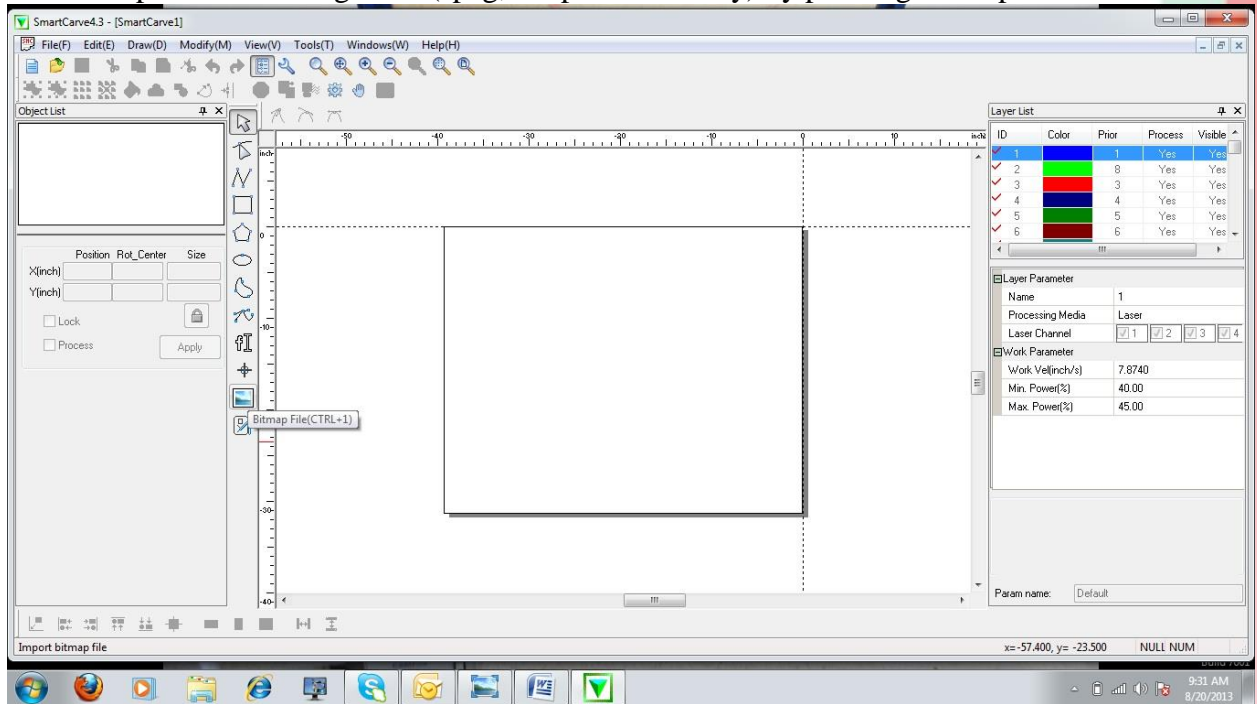 SmartCarve4.3 - [SmartCarve1]
File(F) Edit(E) Draw(D) Modify(M) View(V) Tools(T) Windows(W) Help(H)
Object List
Layer List
-50 -40 -30 -20 -10 0 10 inch
inch
0
-10
-30
-40
ID Color Prior Process Visible
1 1 Yes Yes
2 8 Yes Yes
3 3 Yes Yes
4 4 Yes Yes
5 5 Yes Yes
6 6 Yes Yes
Position Rot_Center Size
X(inch)
Y(inch)
Lock
Process
Apply
Bitmap File(CTRL+1)
Layer Parameter
Name 1
Processing Media Laser
Laser Channel 1 2 3 4
Work Parameter
Work Vel(inch/s) 7.8740
Min. Power(%) 40.00
Max. Power(%) 45.00
Param name: Default
Import bitmap file
x=-57.400, y= -23.500 NULL NUM
9:31 AM
8/20/2013